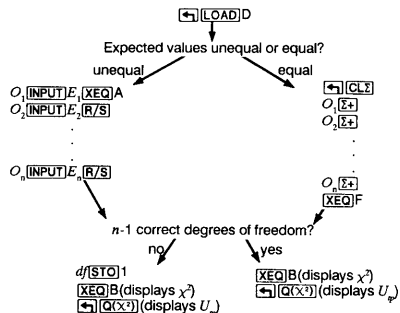 ↰ LOAD D
Expected values unequal or equal?
unequal equal
O₁ INPUT E₁ XEQ A
O₂ INPUT E₂ R/S
.
.
.
Oₙ INPUT Eₙ R/S
↰ CLΣ
O₁ Σ+
O₂ Σ+
.
.
.
Oₙ Σ+
XEQ F
n-1 correct degrees of freedom?
no yes
df STO 1
XEQ B (displays χ²)
↰ Q(χ²) (displays
XEQ B (displays χ²)
↰ Q(χ²) (displays